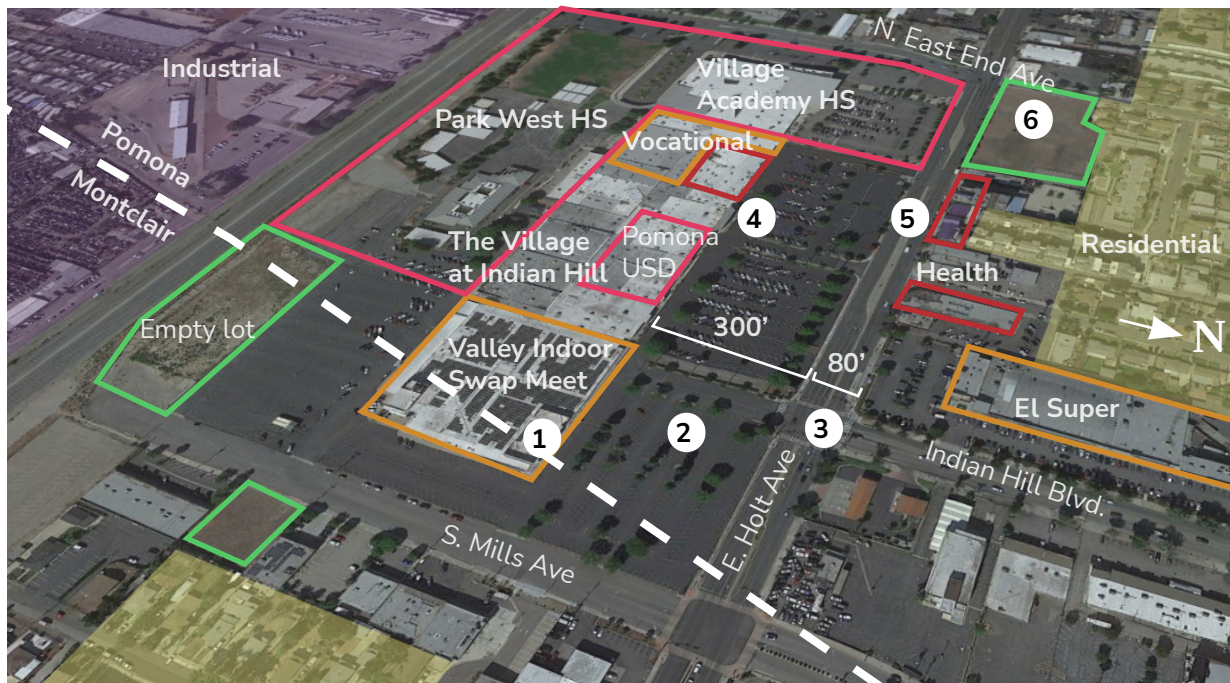 Industrial
N. East End Ave
Village
Academy HS
Park West HS
6
Pomona
Montclair
Vocational
4
5
The Village
at Indian Hill
Pomona
USD
Residential
Health
Empty lot
300’
N
Valley Indoor
Swap Meet
80’
El Super
1
2
3
Indian Hill Blvd.
E. Holt Ave
S. Mills Ave